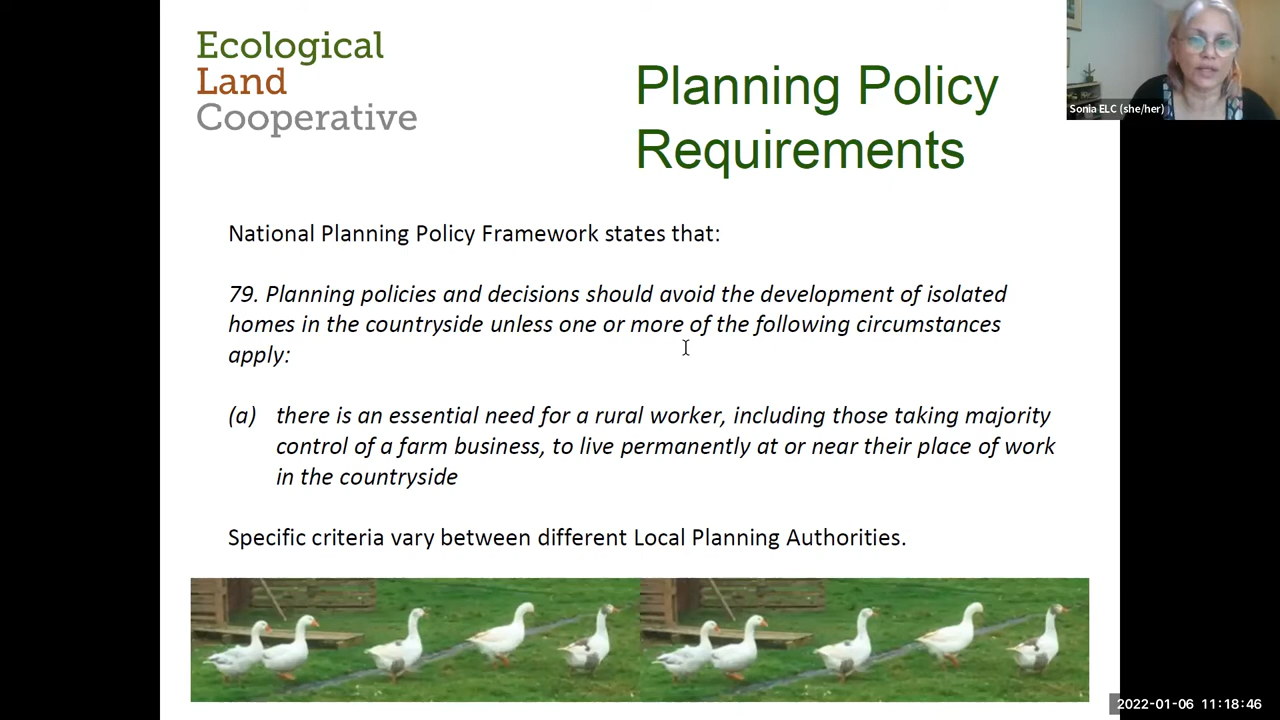 Ecological
Land
Cooperative
Planning Policy
Requirements
Sonia ELC (she/her)
National Planning Policy Framework states that:
79. Planning policies and decisions should avoid the development of isolated
homes in the countryside unless one or more of the following circumstances
apply:
(a) there is an essential need for a rural worker, including those taking majority
control of a farm business, to live permanently at or near their place of work
in the countryside
Specific criteria vary between different Local Planning Authorities.
2022-01-06 11:18:46